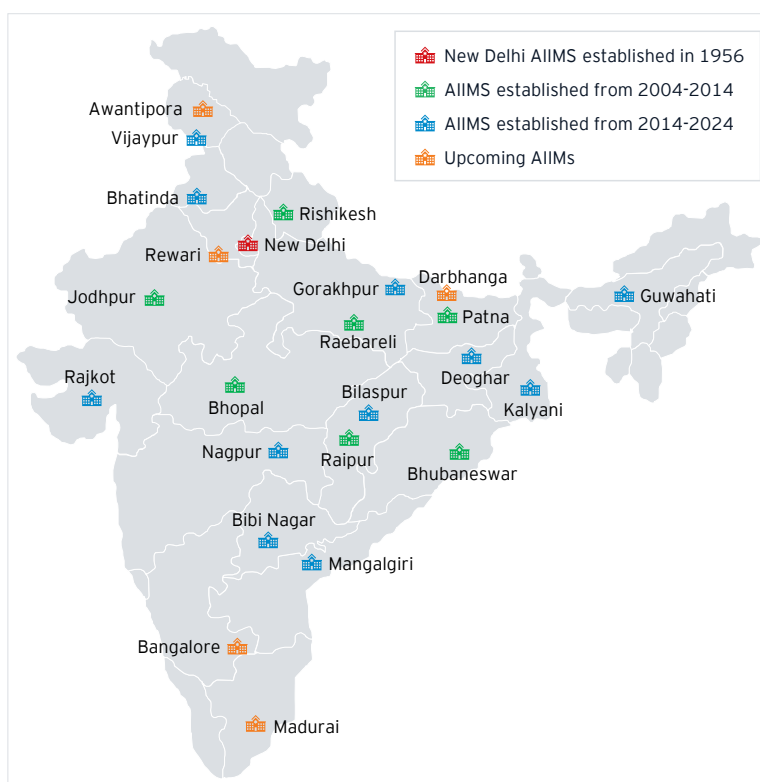 New Delhi AIIMS established in 1956
AIIMS established from 2004-2014
AIIMS established from 2014-2024
Upcoming AIIMs
Awantipora
Vijaypur
Bhatinda
Rishikesh
New Delhi
Rewari
Gorakhpur
Darbhanga
Guwahati
Jodhpur
Patna
Raebareli
Rajkot
Deoghar
Bhopal
Bilaspur
Kalyani
Nagpur
Raipur
Bhubaneswar
Bibi Nagar
Mangalgiri
Bangalore
Madurai